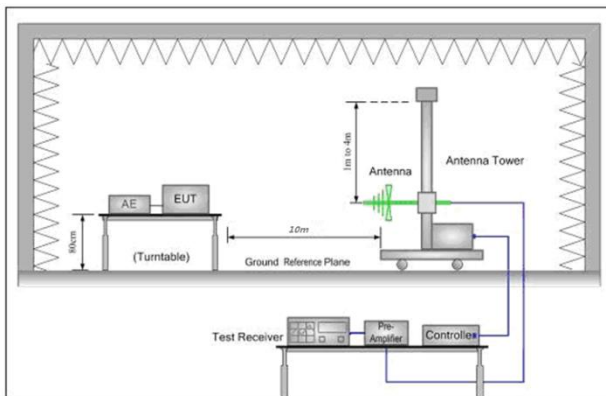 1m to 4m
Antenna
Antenna Tower
AE
EUT
80cm
(Turntable)
10m
Ground Reference Plane
Test Receiver
Pre-
Amplifier
Controller